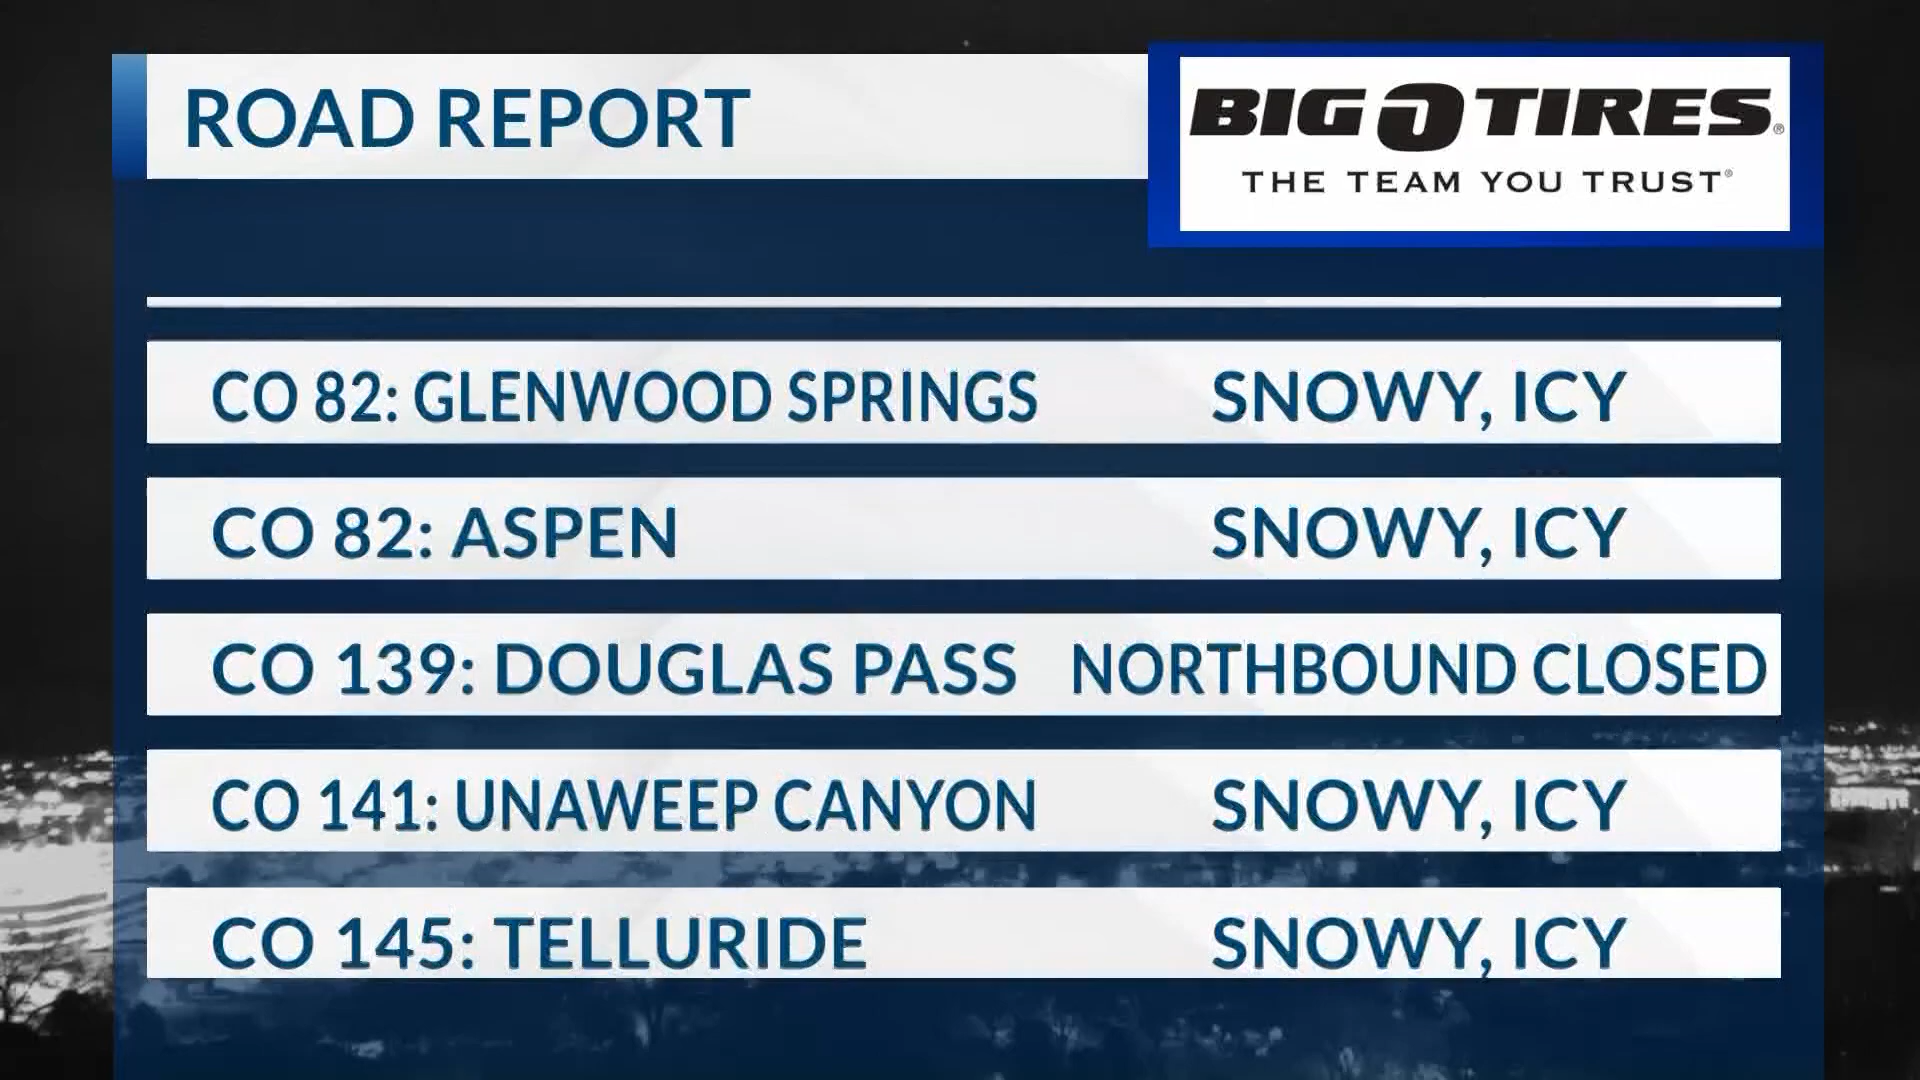 ROAD REPORT
BIG O TIRES®
THE TEAM YOU TRUST®
CO 82: GLENWOOD SPRINGS SNOWY, ICY
CO 82: ASPEN SNOWY, ICY
CO 139: DOUGLAS PASS NORTHBOUND CLOSED
CO 141: UNAWEEP CANYON SNOWY, ICY
CO 145: TELLURIDE SNOWY, ICY